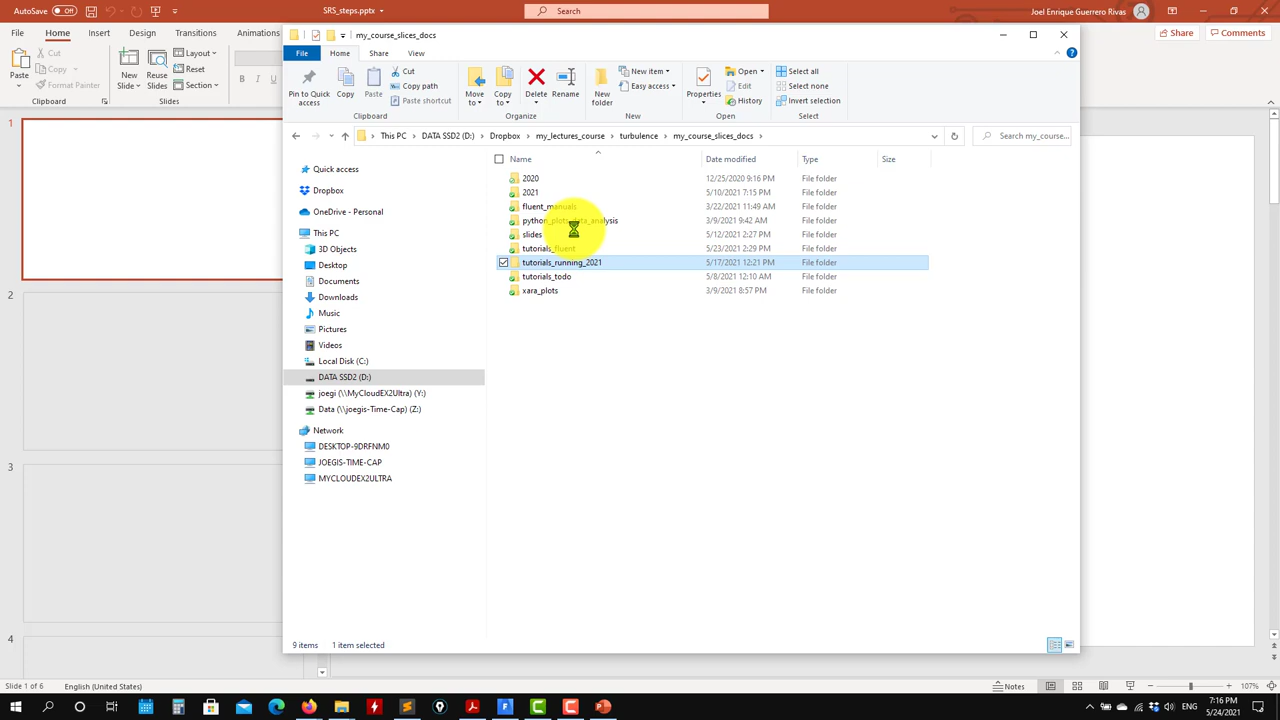 AutoSave Off SRS_steps.pptx Search Joel Enrique Guerrero Rivas
File Home Insert Draw Design Transitions Animations Share Comments
Paste Cut Copy Format Painter Clipboard
New Slides Reuse Slides Layout Reset Section Slides
B I U S
my_course_slices_docs
File Home Share View
Pin to Quick access Copy Paste Cut Copy path Paste shortcut
Move to Copy to Delete Rename New folder New item Easy access
Properties Open Edit History Select all Select none Invert selection
Clipboard Organize New Open Select
This PC DATA SSD2 (D:) Dropbox my_lectures_course turbulence my_course_slices_docs Search my_course...
Name Date modified Type Size
2020 12/25/2020 9:16 PM File folder
2021 5/10/2021 7:15 PM File folder
fluent_manuals 3/22/2021 11:49 AM File folder
python_plots_data_analysis 3/9/2021 9:42 AM File folder
slides 5/12/2021 2:27 PM File folder
tutorials_fluent 5/23/2021 2:29 PM File folder
tutorials_running_2021 5/17/2021 12:21 PM File folder
tutorials_todo 5/8/2021 12:10 AM File folder
xara_plots 3/9/2021 8:57 PM File folder
Quick access
Dropbox
OneDrive - Personal
This PC
3D Objects
Desktop
Documents
Downloads
Music
Pictures
Videos
Local Disk (C:)
DATA SSD2 (D:)
joegi (\\MyCloudEX2Ultra) (Y:)
Data (\\joegis-Time-Cap) (Z:)
Network
DESKTOP-9DRFNM0
JOEGIS-TIME-CAP
MYCLOUDEX2ULTRA
9 items 1 item selected
1
2
3
4
Slide 1 of 6 English (United States) Notes 107%
ENG 7:16 PM
5/24/2021